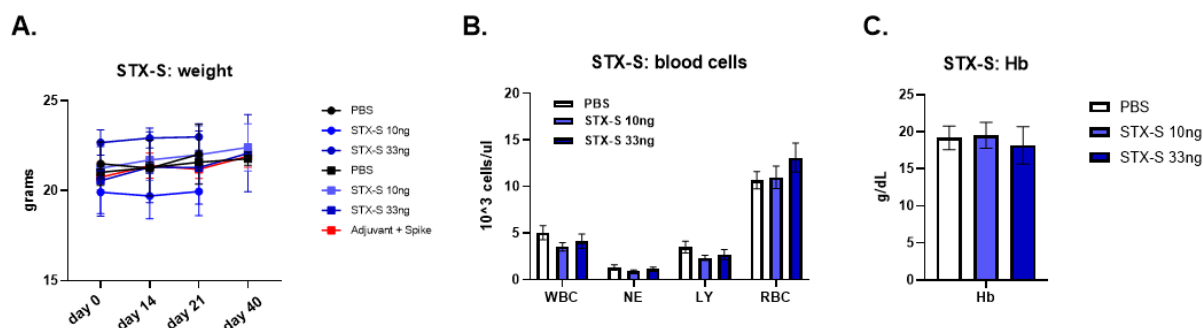 A.
STX-S: weight
grams
25
20
15
day 0
day 14
day 21
day 40
PBS
STX-S 10ng
STX-S 33ng
PBS
STX-S 10ng
STX-S 33ng
Adjuvant + Spike
B.
STX-S: blood cells
10^3 cells/ul
20
15
10
5
0
PBS
STX-S 10ng
STX-S 33ng
WBC
NE
LY
RBC
C.
STX-S: Hb
g/dL
25
20
15
10
5
0
Hb
PBS
STX-S 10ng
STX-S 33ng